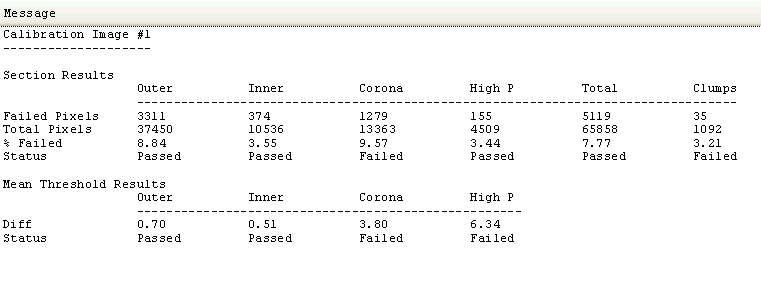 Message
Calibration Image #1
-------------------
Section Results
Outer Inner Corona High P Total Clumps
------------------------------------------------------------------------------
Failed Pixels 3311 374 1279 155 5119 35
Total Pixels 37450 10536 13363 4509 65858 1092
% Failed 8.84 3.55 9.57 3.44 7.77 3.21
Status Passed Passed Failed Passed Passed Failed
Mean Threshold Results
Outer Inner Corona High P
--------------------------------------------------
Diff 0.70 0.51 3.80 6.34
Status Passed Passed Failed Failed